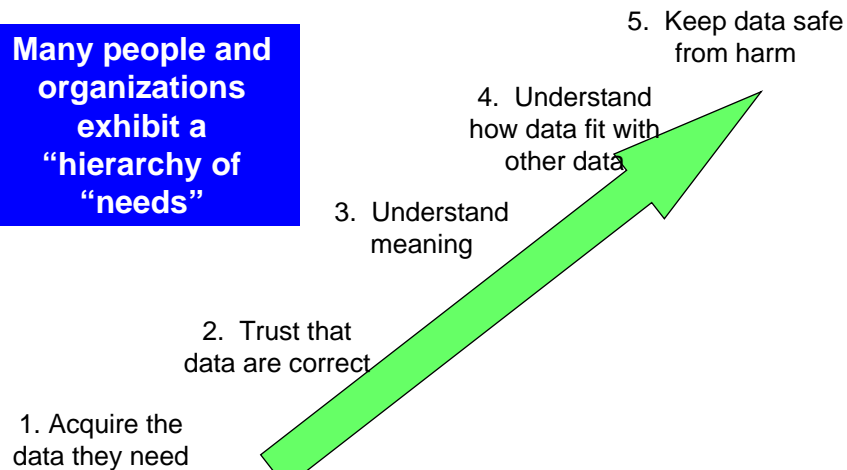 Many people and
organizations
exhibit a
“hierarchy of
“needs”
5. Keep data safe
from harm
4. Understand
how data fit with
other data
3. Understand
meaning
2. Trust that
data are correct
1. Acquire the
data they need